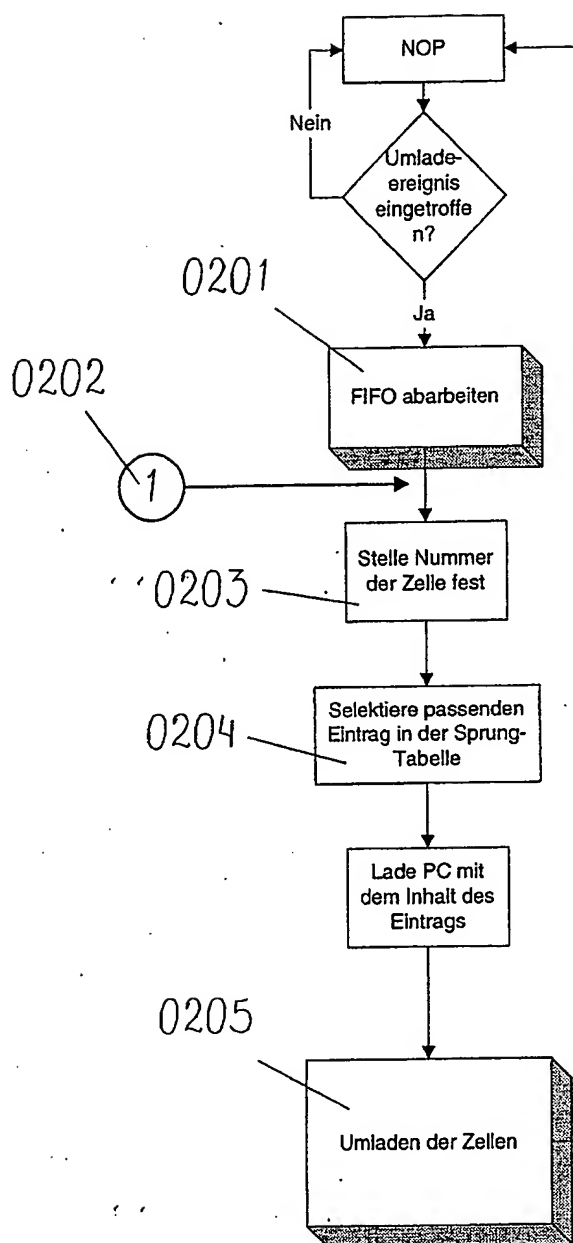 NOP
Nein
Umlade-
ereignis
eingetroffe
n?
Ja
0201
FIFO abarbeiten
0202
1
Stelle Nummer
der Zelle fest
0203
Selektiere passenden
Eintrag in der Sprung-
Tabelle
0204
Lade PC mit
dem Inhalt des
Eintrags
0205
Umladen der Zellen